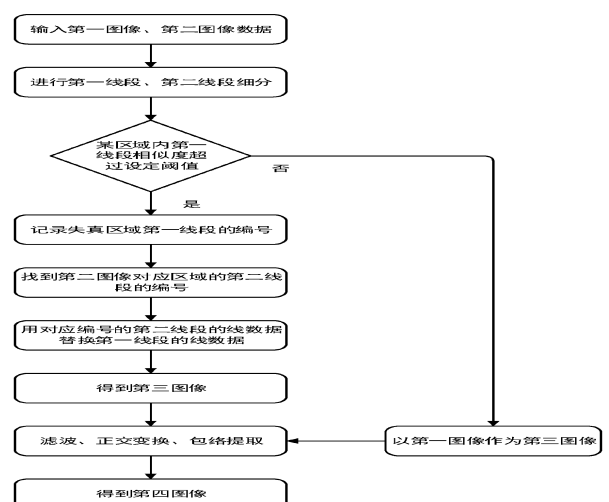 输入第一图像、第二图像数据
进行第一线段、第二线段细分
某区域内第一
线段相似度超
过设定阈值
否
是
记录失真区域第一线段的编号
找到第二图像对应区域的第二线
段的编号
用对应编号的第二线段的线数据
替换第一线段的线数据
得到第三图像
滤波、正交变换、包络提取
以第一图像作为第三图像
得到第四图像